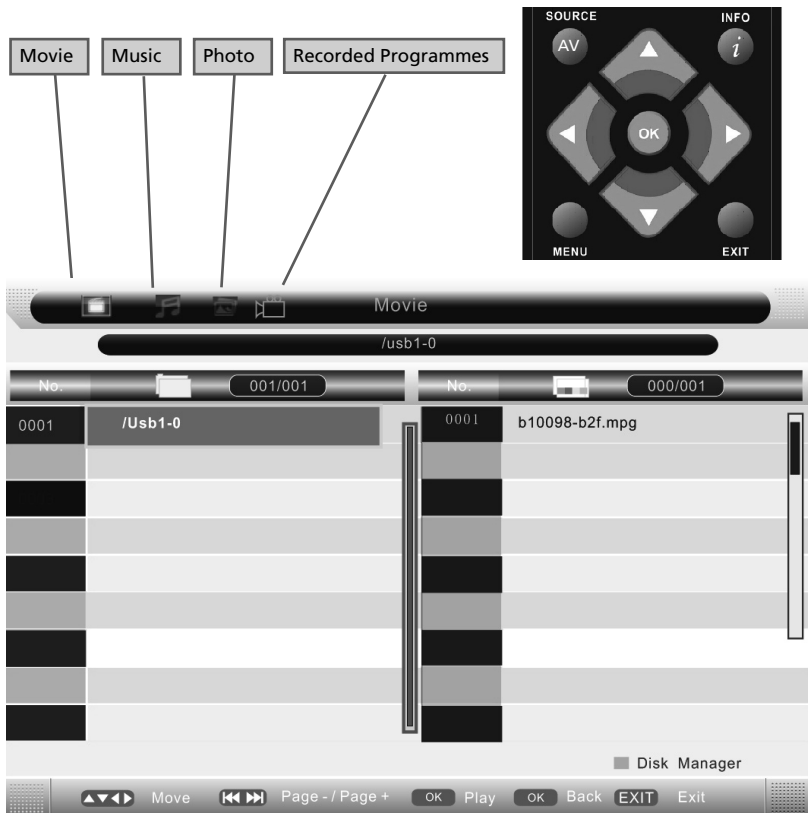 SOURCE INFO
AV i
Movie Music Photo Recorded Programmes
OK
MENU EXIT
Movie
/usb1-0
No. 001/001 No. 000/001
0001 /Usb1-0 0001 b10098-b2f.mpg
Disk Manager
Move Page - / Page + OK Play OK Back EXIT Exit